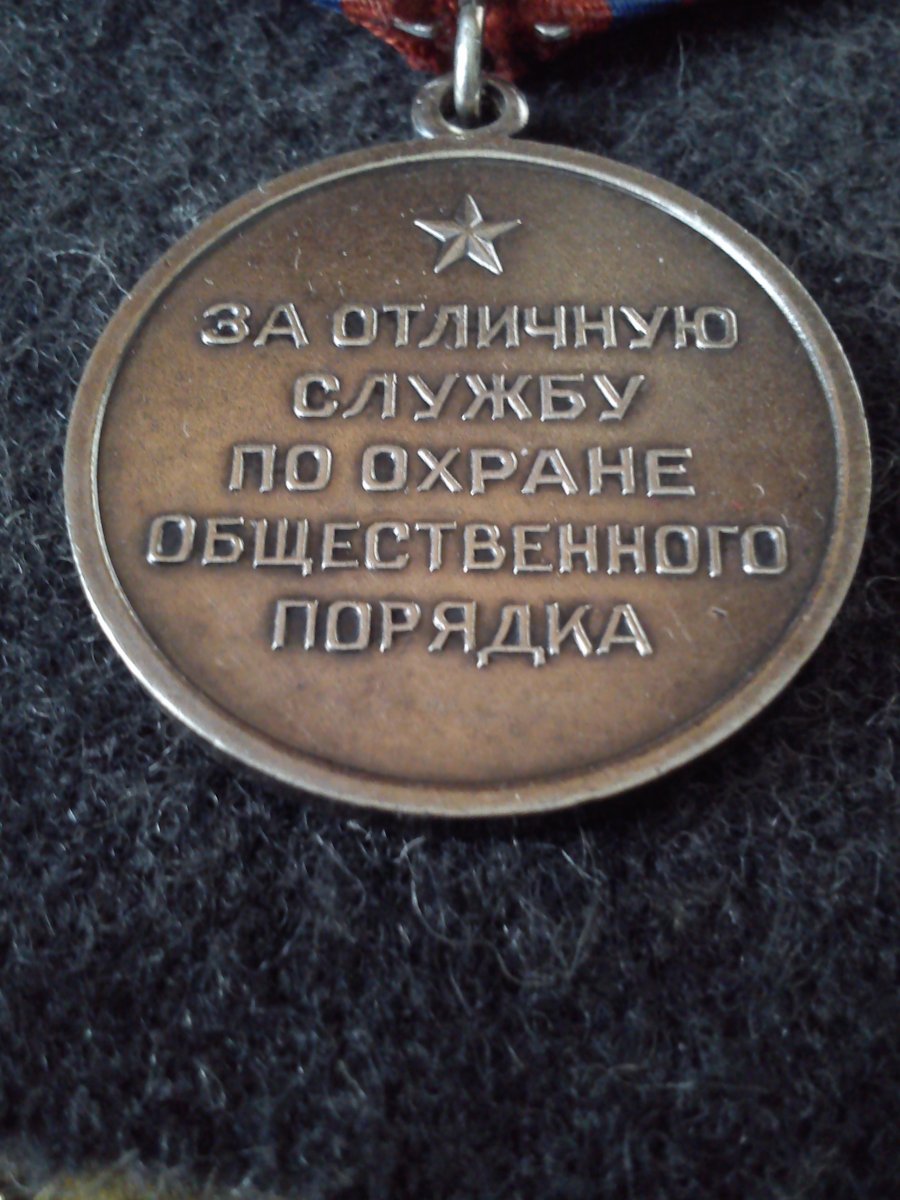 ЗА ОТЛИЧНУЮ
СЛУЖБУ
ПО ОХРАНЕ
ОБЩЕСТВЕННОГО
ПОРЯДКА